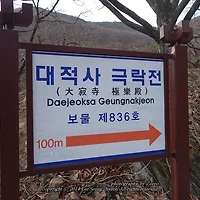 대적사 극락전
(大寂寺 極樂殿)
Daejeoksa Geungnakjeon
보물 제836호
100m